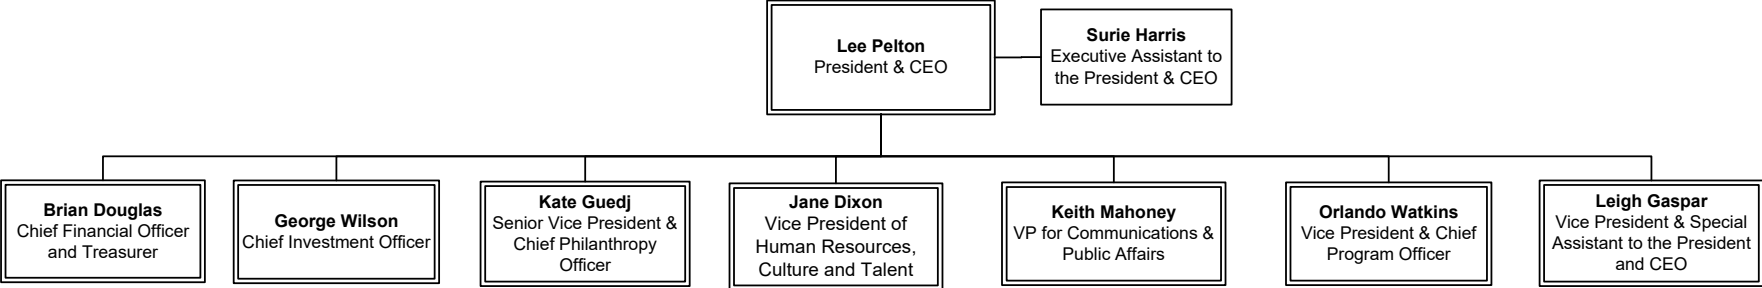 Lee Pelton
President & CEO
Surie Harris
Executive Assistant to
the President & CEO
Brian Douglas
Chief Financial Officer
and Treasurer
George Wilson
Chief Investment Officer
Kate Guedj
Senior Vice President &
Chief Philanthropy
Officer
Jane Dixon
Vice President of
Human Resources,
Culture and Talent
Keith Mahoney
VP for Communications &
Public Affairs
Orlando Watkins
Vice President & Chief
Program Officer
Leigh Gaspar
Vice President & Special
Assistant to the President
and CEO